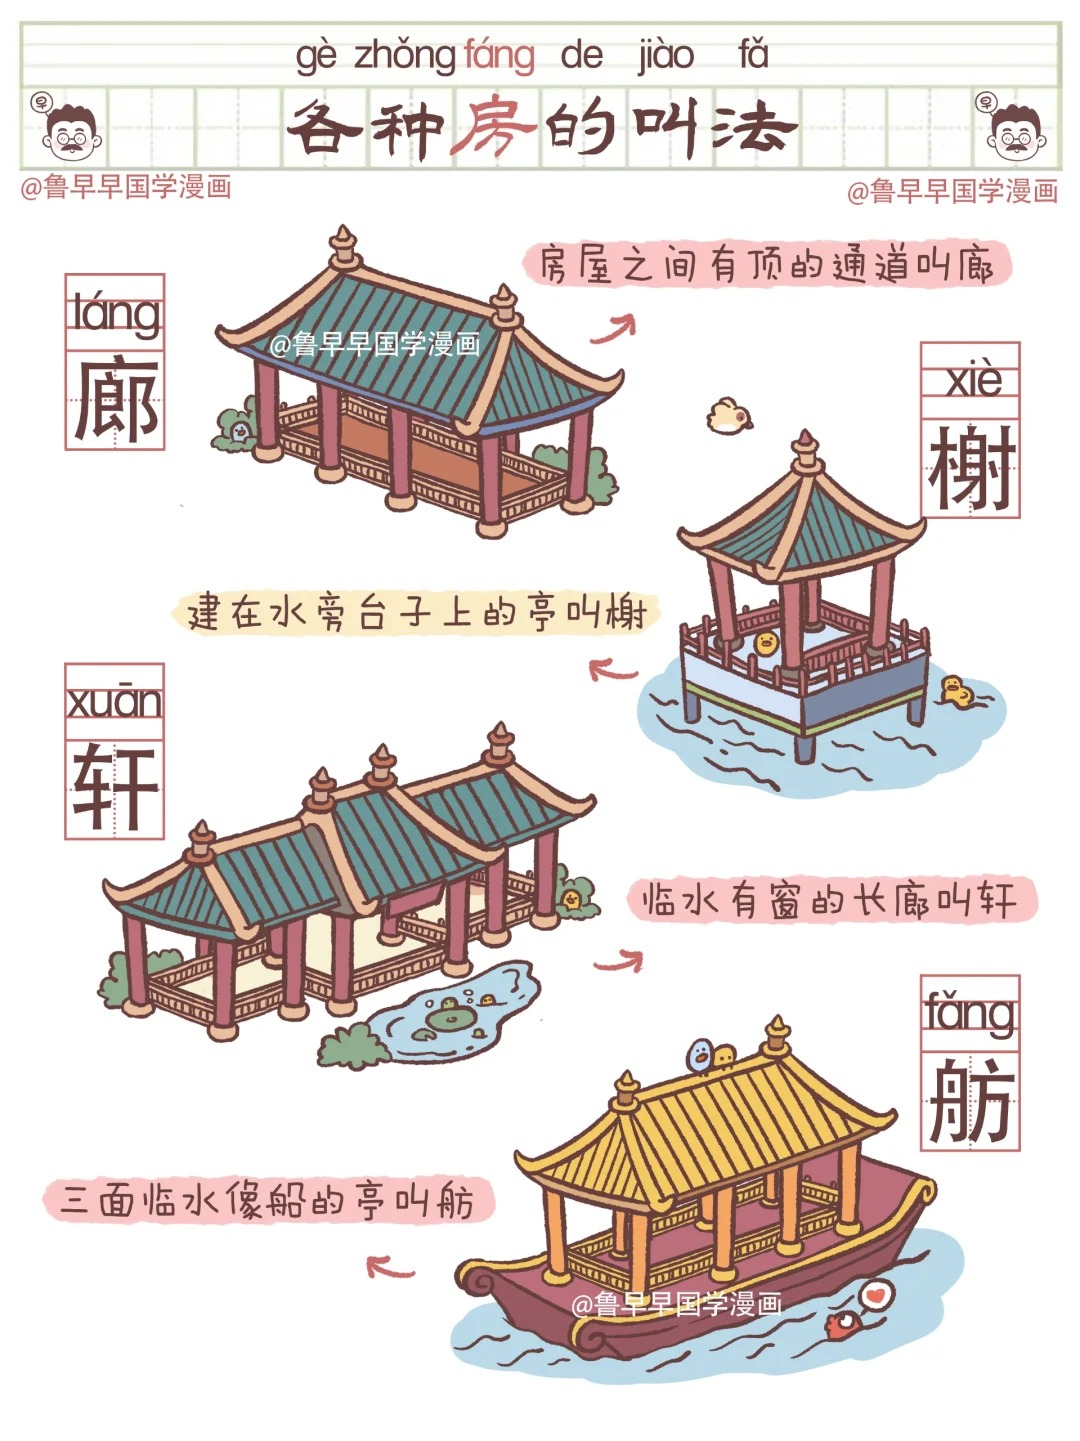 gè zhǒng fáng de jiào fǎ
早
早
各种房的叫法
@鲁早早国学漫画
@鲁早早国学漫画
房屋之间有顶的通道叫廊
láng
廊
@鲁早早国学漫画
xiè
榭
建在水旁台子上的亭叫榭
xuān
轩
临水有窗的长廊叫轩
fǎng
舫
三面临水像船的亭叫舫
@鲁早早国学漫画